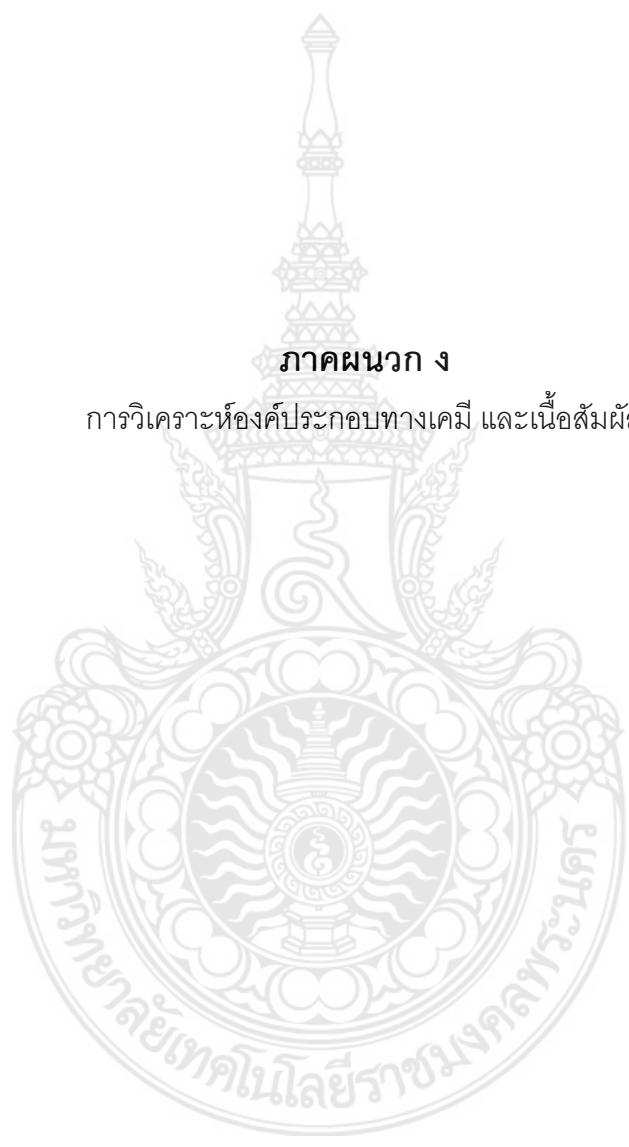 ภาคผนวก ง
การวิเคราะห์องค์ประกอบทางเคมี และเนื้อสัมผั
มหาวิทยาลัยเทคโนโลยีราชมงคลพระนคร